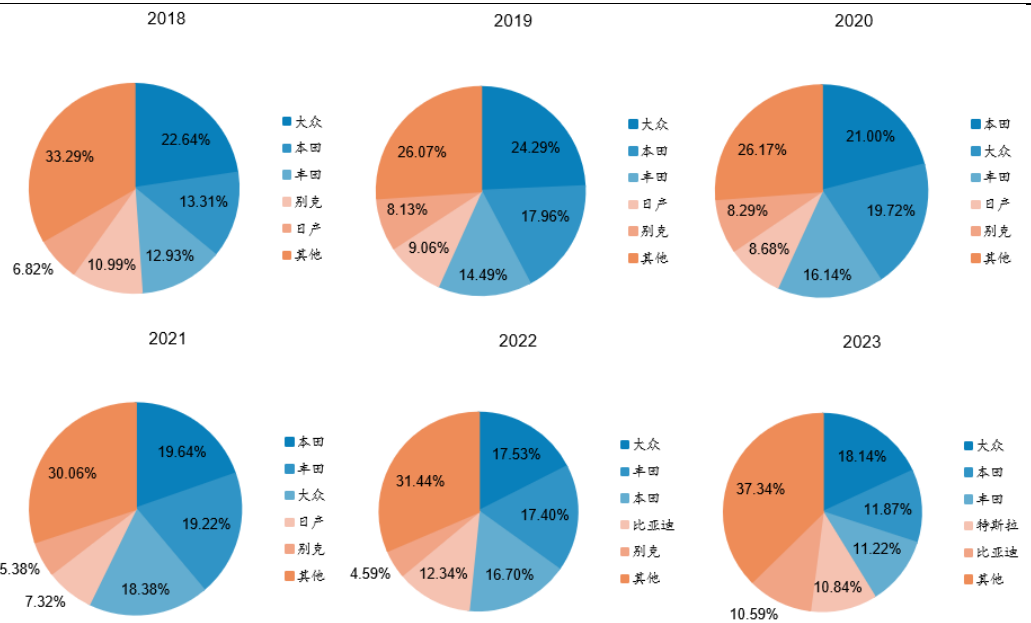 2018
22.64%
13.31%
12.93%
10.99%
6.82%
33.29%
大众
本田
丰田
别克
日产
其他
2019
24.29%
17.96%
14.49%
9.06%
8.13%
26.07%
大众
本田
丰田
日产
别克
其他
2020
21.00%
19.72%
16.14%
8.68%
8.29%
26.17%
本田
大众
丰田
日产
别克
其他
2021
19.64%
19.22%
18.38%
7.32%
5.38%
30.06%
本田
丰田
大众
日产
别克
其他
2022
17.53%
17.40%
16.70%
12.34%
4.59%
31.44%
大众
丰田
本田
比亚迪
别克
其他
2023
18.14%
11.87%
11.22%
10.84%
10.59%
37.34%
大众
本田
丰田
特斯拉
比亚迪
其他